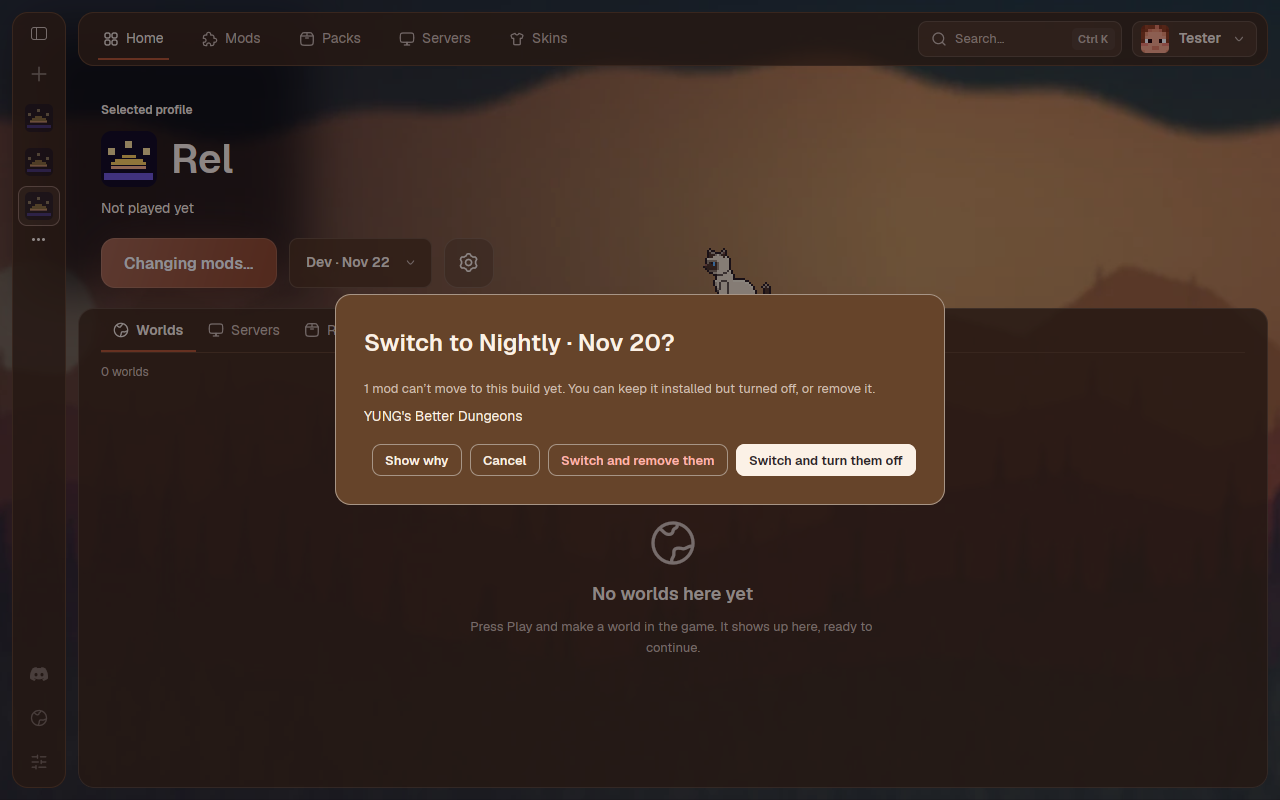 Home
Mods
Packs
Servers
Skins
Search...
Ctrl K
Tester
Selected profile
Rel
Not played yet
Changing mods...
Dev · Nov 22
Worlds
Servers
0 worlds
Switch to Nightly · Nov 20?
1 mod can't move to this build yet. You can keep it installed but turned off, or remove it.
YUNG's Better Dungeons
Show why
Cancel
Switch and remove them
Switch and turn them off
No worlds here yet
Press Play and make a world in the game. It shows up here, ready to
continue.